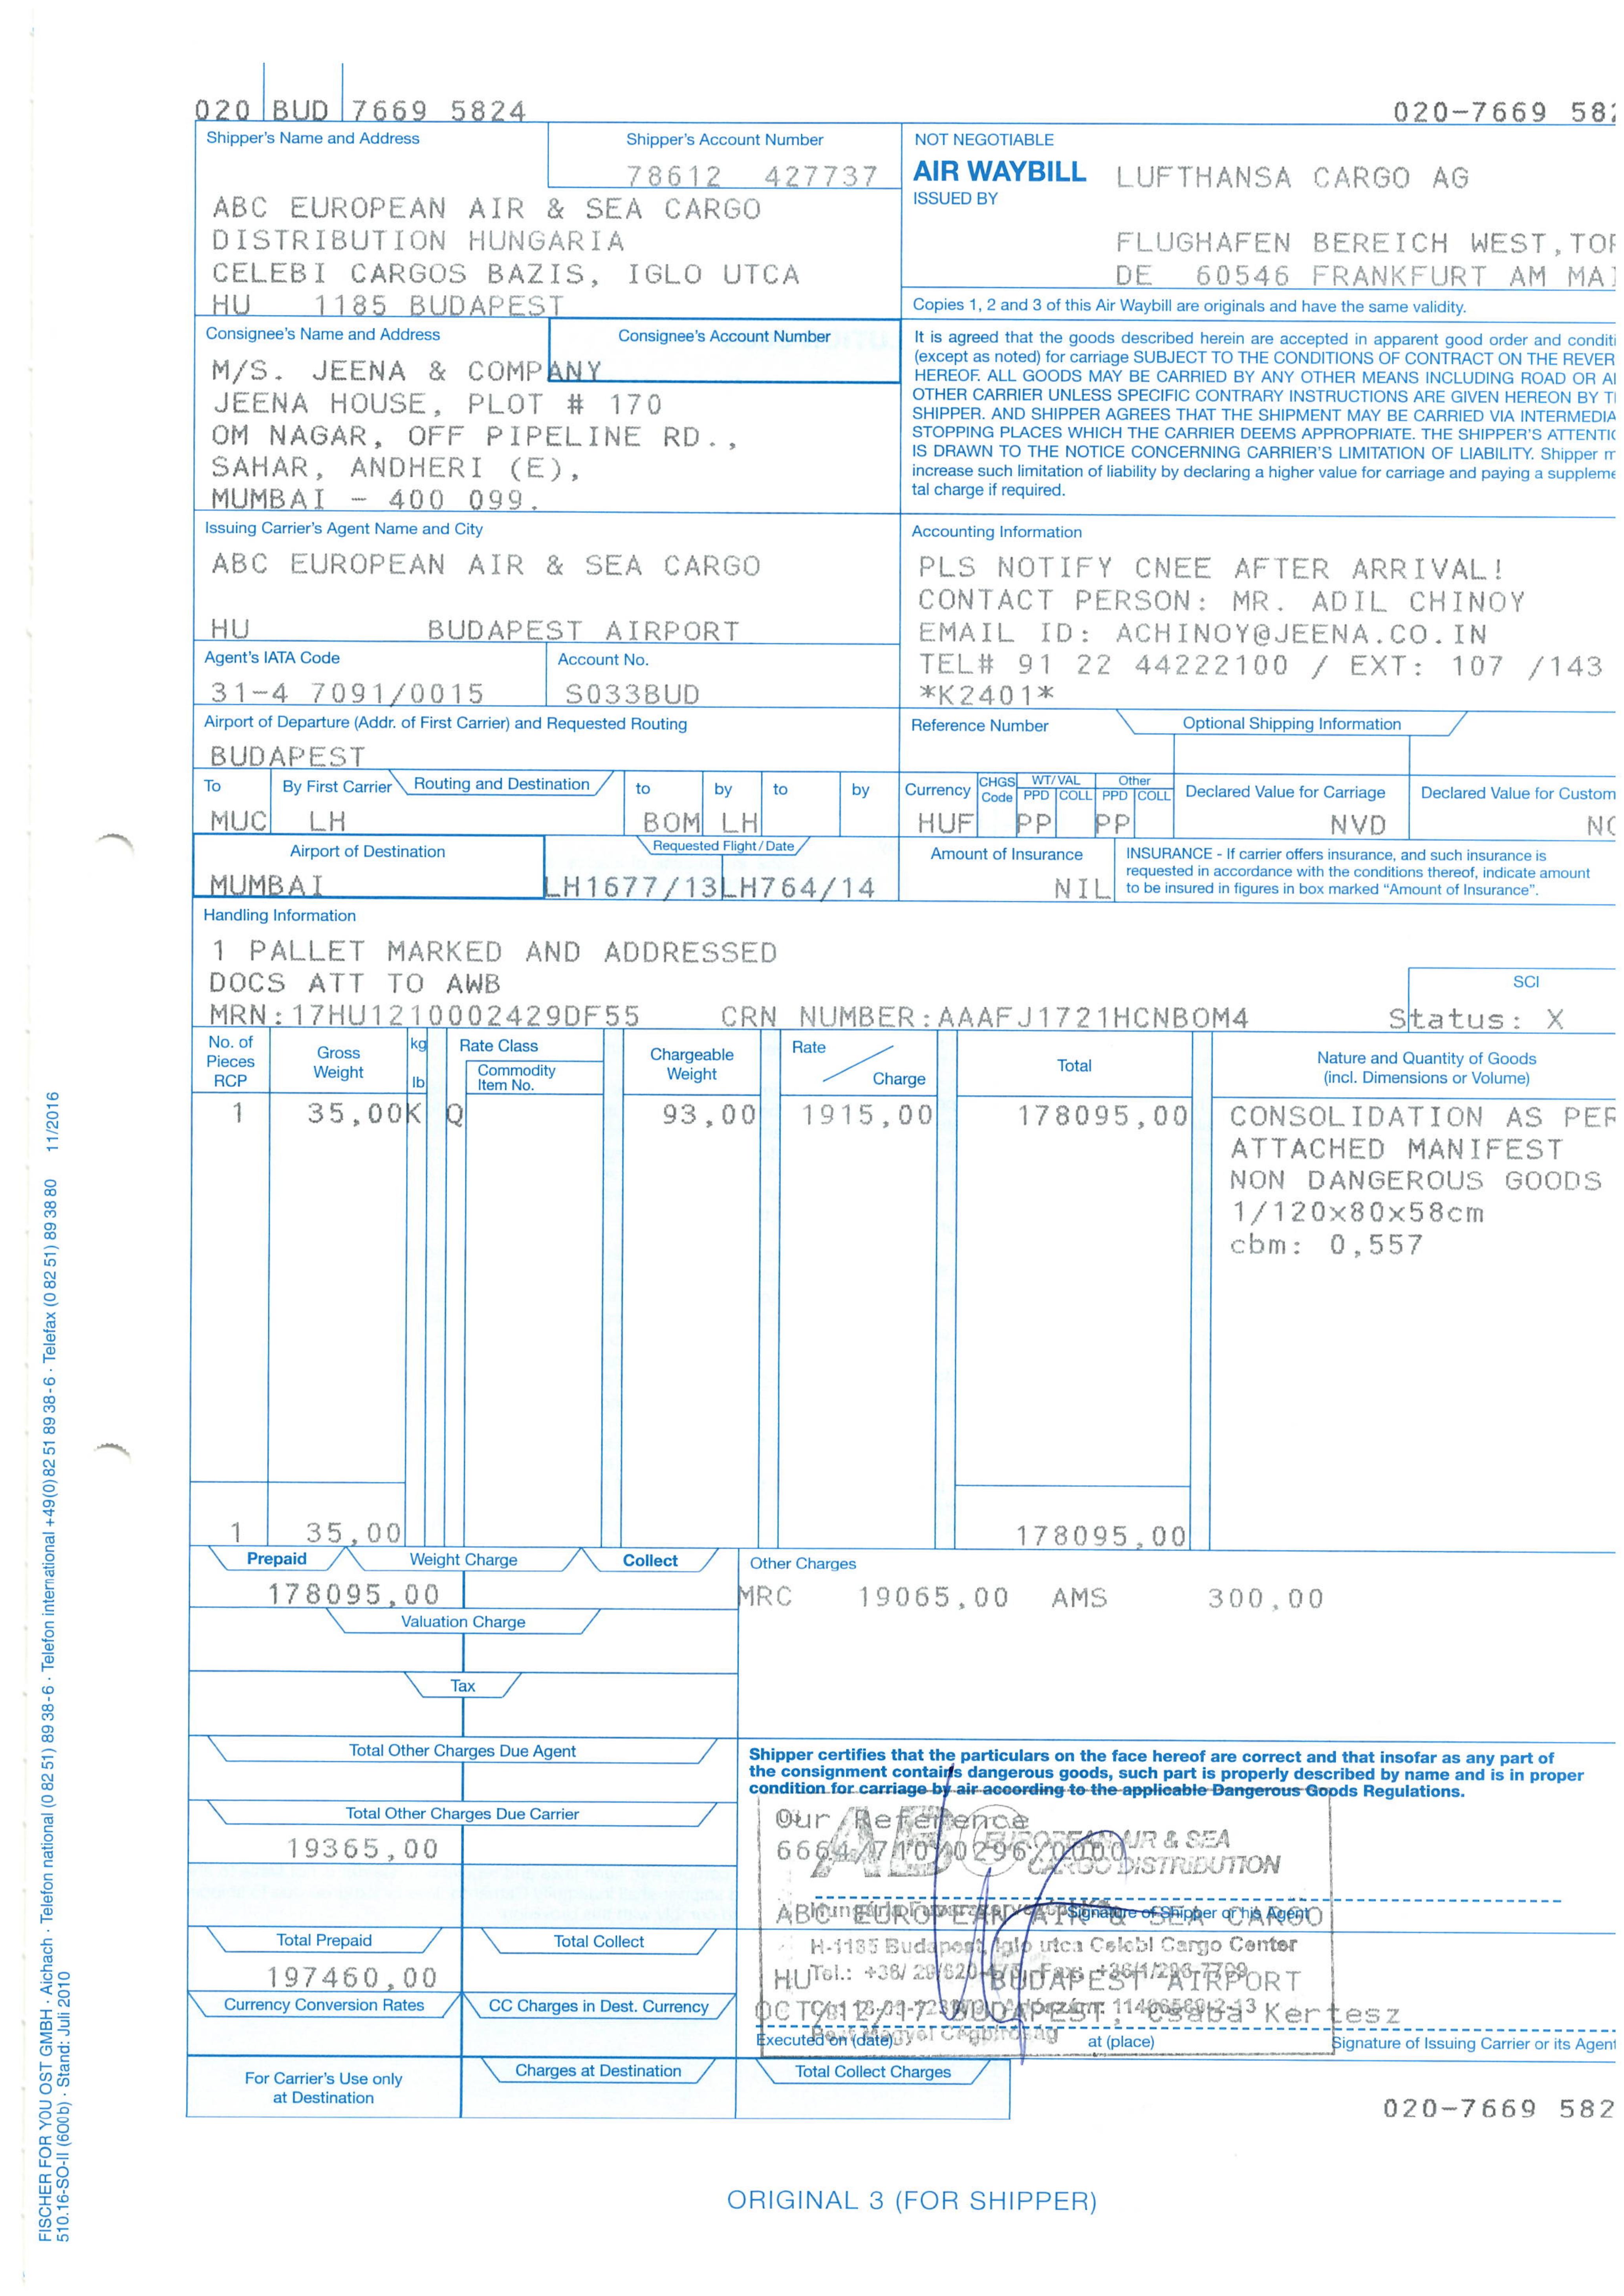 020 BUD 7669 5824
020-7669 582
Shipper's Name and Address
Shipper's Account Number
78612 427737
ABC EUROPEAN AIR & SEA CARGO
DISTRIBUTION HUNGARIA
CELEBI CARGOS BAZIS, IGLO UTCA
HU 1185 BUDAPEST
NOT NEGOTIABLE
AIR WAYBILL LUFTHANSA CARGO AG
ISSUED BY
FLUGHAFEN BEREICH WEST,TOR
DE 60546 FRANKFURT AM MAI
Copies 1, 2 and 3 of this Air Waybill are originals and have the same validity.
Consignee's Name and Address
Consignee's Account Number
M/S. JEENA & COMPANY
JEENA HOUSE, PLOT # 170
OM NAGAR, OFF PIPELINE RD.,
SAHAR, ANDHERI (E),
MUMBAI - 400 099.
It is agreed that the goods described herein are accepted in apparent good order and conditi
(except as noted) for carriage SUBJECT TO THE CONDITIONS OF CONTRACT ON THE REVER
HEREOF. ALL GOODS MAY BE CARRIED BY ANY OTHER MEANS INCLUDING ROAD OR A
OTHER CARRIER UNLESS SPECIFIC CONTRARY INSTRUCTIONS ARE GIVEN HEREON BY T
SHIPPER. AND SHIPPER AGREES THAT THE SHIPMENT MAY BE CARRIED VIA INTERMEDIA
STOPPING PLACES WHICH THE CARRIER DEEMS APPROPRIATE. THE SHIPPER'S ATTENTIO
IS DRAWN TO THE NOTICE CONCERNING CARRIER'S LIMITATION OF LIABILITY. Shipper m
increase such limitation of liability by declaring a higher value for carriage and paying a suppleme
tal charge if required.
Issuing Carrier's Agent Name and City
ABC EUROPEAN AIR & SEA CARGO
HU BUDAPEST AIRPORT
Accounting Information
PLS NOTIFY CNEE AFTER ARRIVAL!
CONTACT PERSON: MR. ADIL CHINOY
EMAIL ID: ACHINOY@JEENA.CO.IN
TEL# 91 22 44222100 / EXT: 107 /143
*K2401*
Agent's IATA Code
Account No.
31-4 7091/0015
S033BUD
Airport of Departure (Addr. of First Carrier) and Requested Routing
BUDAPEST
Reference Number
Optional Shipping Information
To
By First Carrier
Routing and Destination
to
by
to
by
MUC LH
BOM LH
Currency
CHGS Code
WT/VAL
PPD COLL
Other
PPD COLL
Declared Value for Carriage
Declared Value for Custom
HUF PP PP NVD NC
Airport of Destination
MUMBAI
Requested Flight/Date
LH1677/13 LH764/14
Amount of Insurance
NIL
INSURANCE - If carrier offers insurance, and such insurance is
requested in accordance with the conditions thereof, indicate amount
to be insured in figures in box marked "Amount of Insurance".
Handling Information
1 PALLET MARKED AND ADDRESSED
DOCS ATT TO AWB
MRN:17HU1210002429DF55 CRN NUMBER:AAAFJ1721HCNBOM4
SCI
Status: X
No. of Pieces RCP
Gross Weight
kg
lb
Rate Class
Commodity Item No.
Chargeable Weight
Rate
Charge
Total
Nature and Quantity of Goods
(incl. Dimensions or Volume)
1 35,00K Q 93,00 1915,00 178095,00
CONSOLIDATION AS PER
ATTACHED MANIFEST
NON DANGEROUS GOODS
1/120x80x58cm
cbm: 0,557
1 35,00 178095,00
Prepaid
Weight Charge
Collect
178095,00
Other Charges
MRC 19065,00 AMS 300,00
Valuation Charge
Tax
Total Other Charges Due Agent
Total Other Charges Due Carrier
19365,00
Total Prepaid
Total Collect
197460,00
Currency Conversion Rates
CC Charges in Dest. Currency
For Carrier's Use only
at Destination
Charges at Destination
Total Collect Charges
Shipper certifies that the particulars on the face hereof are correct and that insofar as any part of
the consignment contains dangerous goods, such part is properly described by name and is in proper
condition for carriage by air according to the applicable Dangerous Goods Regulations.
Our Reference
ABC EUROPEAN AIR & SEA
CARGO DISTRIBUTION
Signature of Shipper or his Agent
ABC EUROPEAN AIR & SEA CARGO
H-1185 Budapest, Igló utca Celebi Cargo Center
HU BUDAPEST AIRPORT
OCT/12/17 BUDAPEST, Csaba Kertesz
Executed on (date)
at (place)
Signature of Issuing Carrier or its Agent
020-7669 582
ORIGINAL 3 (FOR SHIPPER)
FISCHER FOR YOU OST GMBH · Aichach · Telefon national (0 82 51) 89 38-6 · Telefon international +49(0)82 51 89 38-6 · Telefax (0 82 51) 89 38 80 11/2016
510.16-SO-II (600b) · Stand: Juli 2010